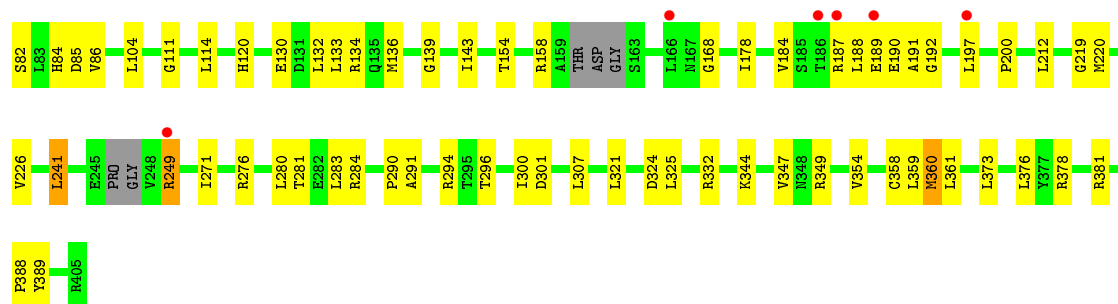 S82 L83 H84 D85 V86 L104 G111 L114 H120 E130 D131 L132 L133 R134 Q135 M136 G139 I143 T154 R158 A159 THR ASP GLY S163 L166 N167 G168 I178 V184 S185 T186 R187 L188 E189 E190 A191 G192 L197 P200 L212 G219 M220
V226 L241 E245 PRO GLY V248 R249 I271 R276 L280 T281 E282 L283 R284 P290 A291 R294 T295 T296 I300 D301 L307 L321 D324 L325 R332 K344 V347 N348 R349 V354 C358 L359 M360 L361 L373 L376 Y377 R378 R381
P388 Y389 R405